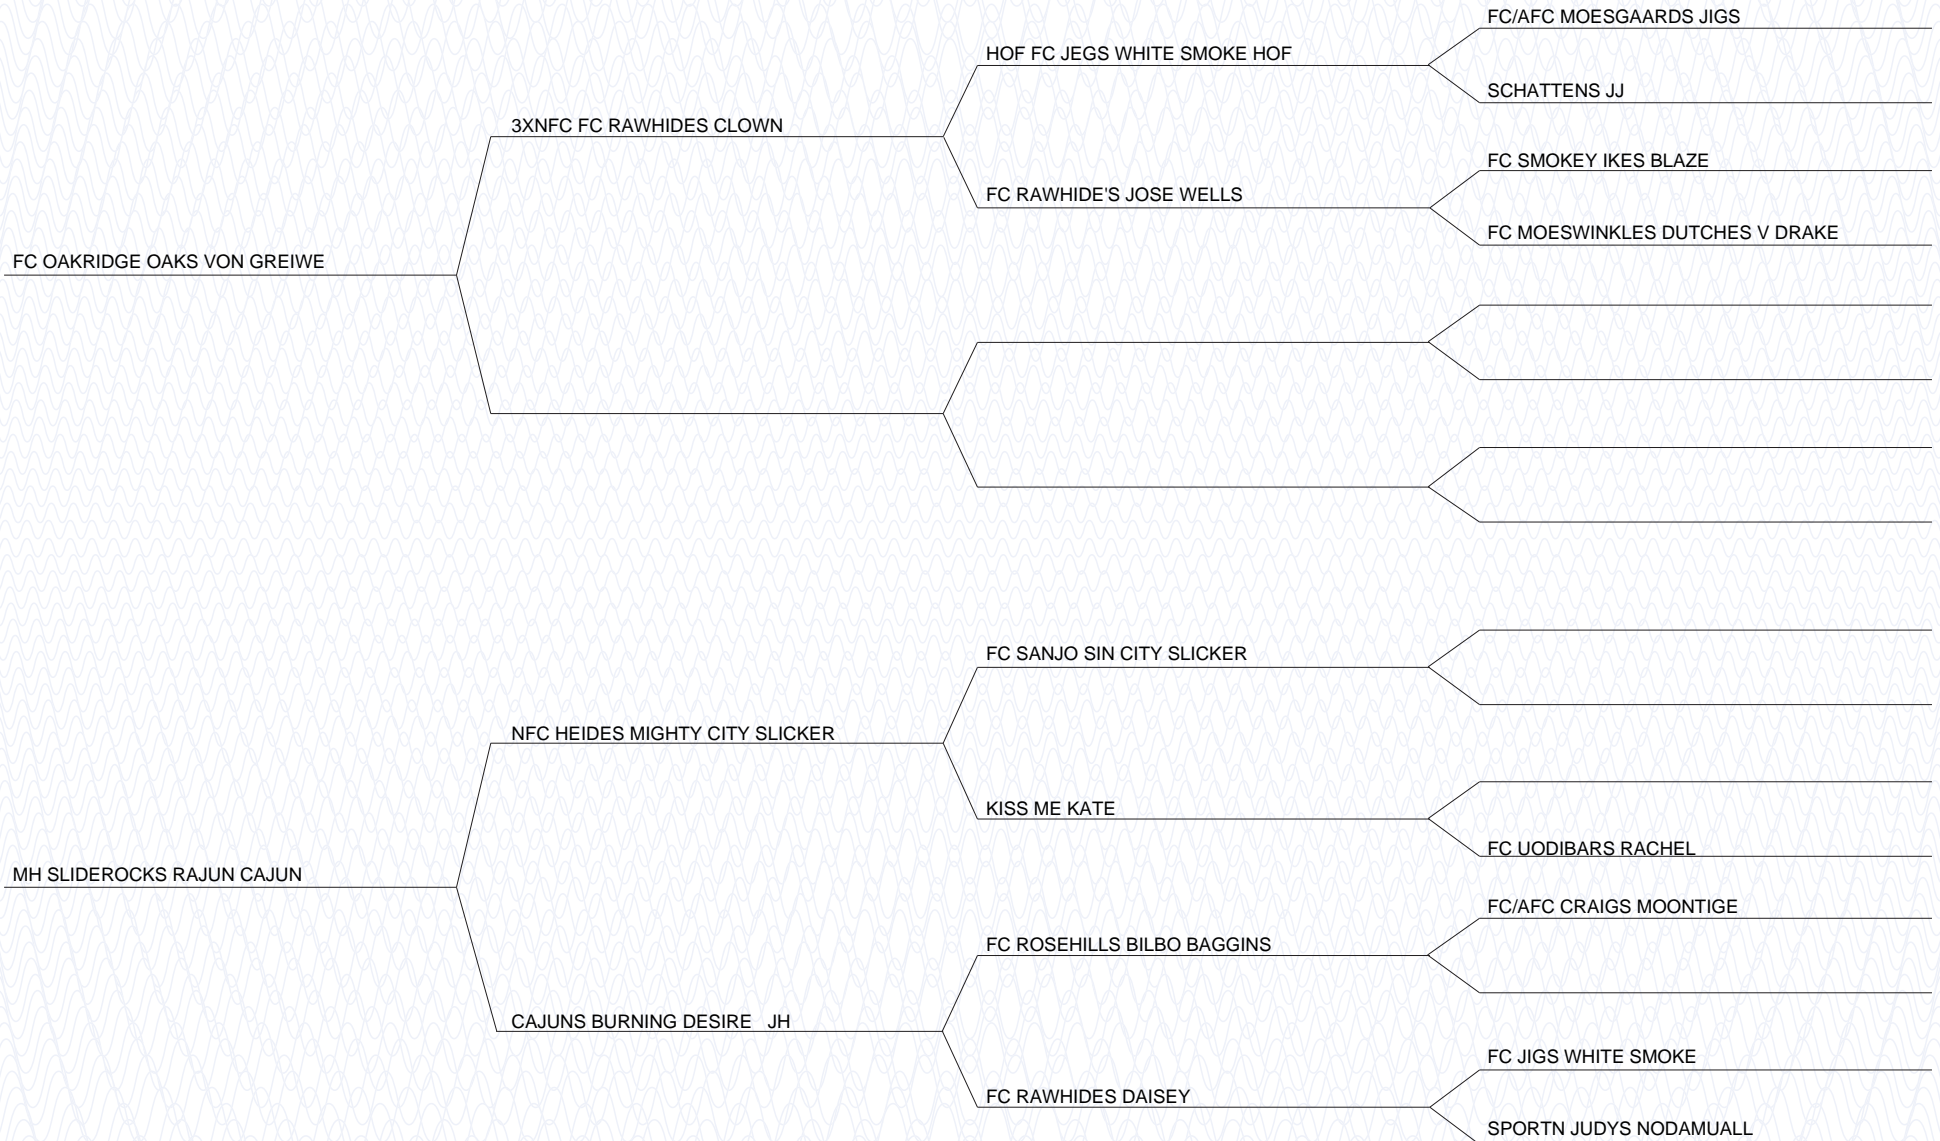 FC/AFC MOESGAARDS JIGS
HOF FC JEGS WHITE SMOKE HOF
SCHATTENS JJ
3XNFC FC RAWHIDES CLOWN
FC SMOKEY IKES BLAZE
FC RAWHIDE'S JOSE WELLS
FC MOESWINKLES DUTCHES V DRAKE
FC OAKRIDGE OAKS VON GREIWE
FC SANJO SIN CITY SLICKER
NFC HEIDES MIGHTY CITY SLICKER
KISS ME KATE
FC UODIBARS RACHEL
MH SLIDEROCKS RAJUN CAJUN
FC/AFC CRAIGS MOONTIGE
FC ROSEHILLS BILBO BAGGINS
CAJUNS BURNING DESIRE JH
FC JIGS WHITE SMOKE
FC RAWHIDES DAISEY
SPORTN JUDYS NODAMUALL